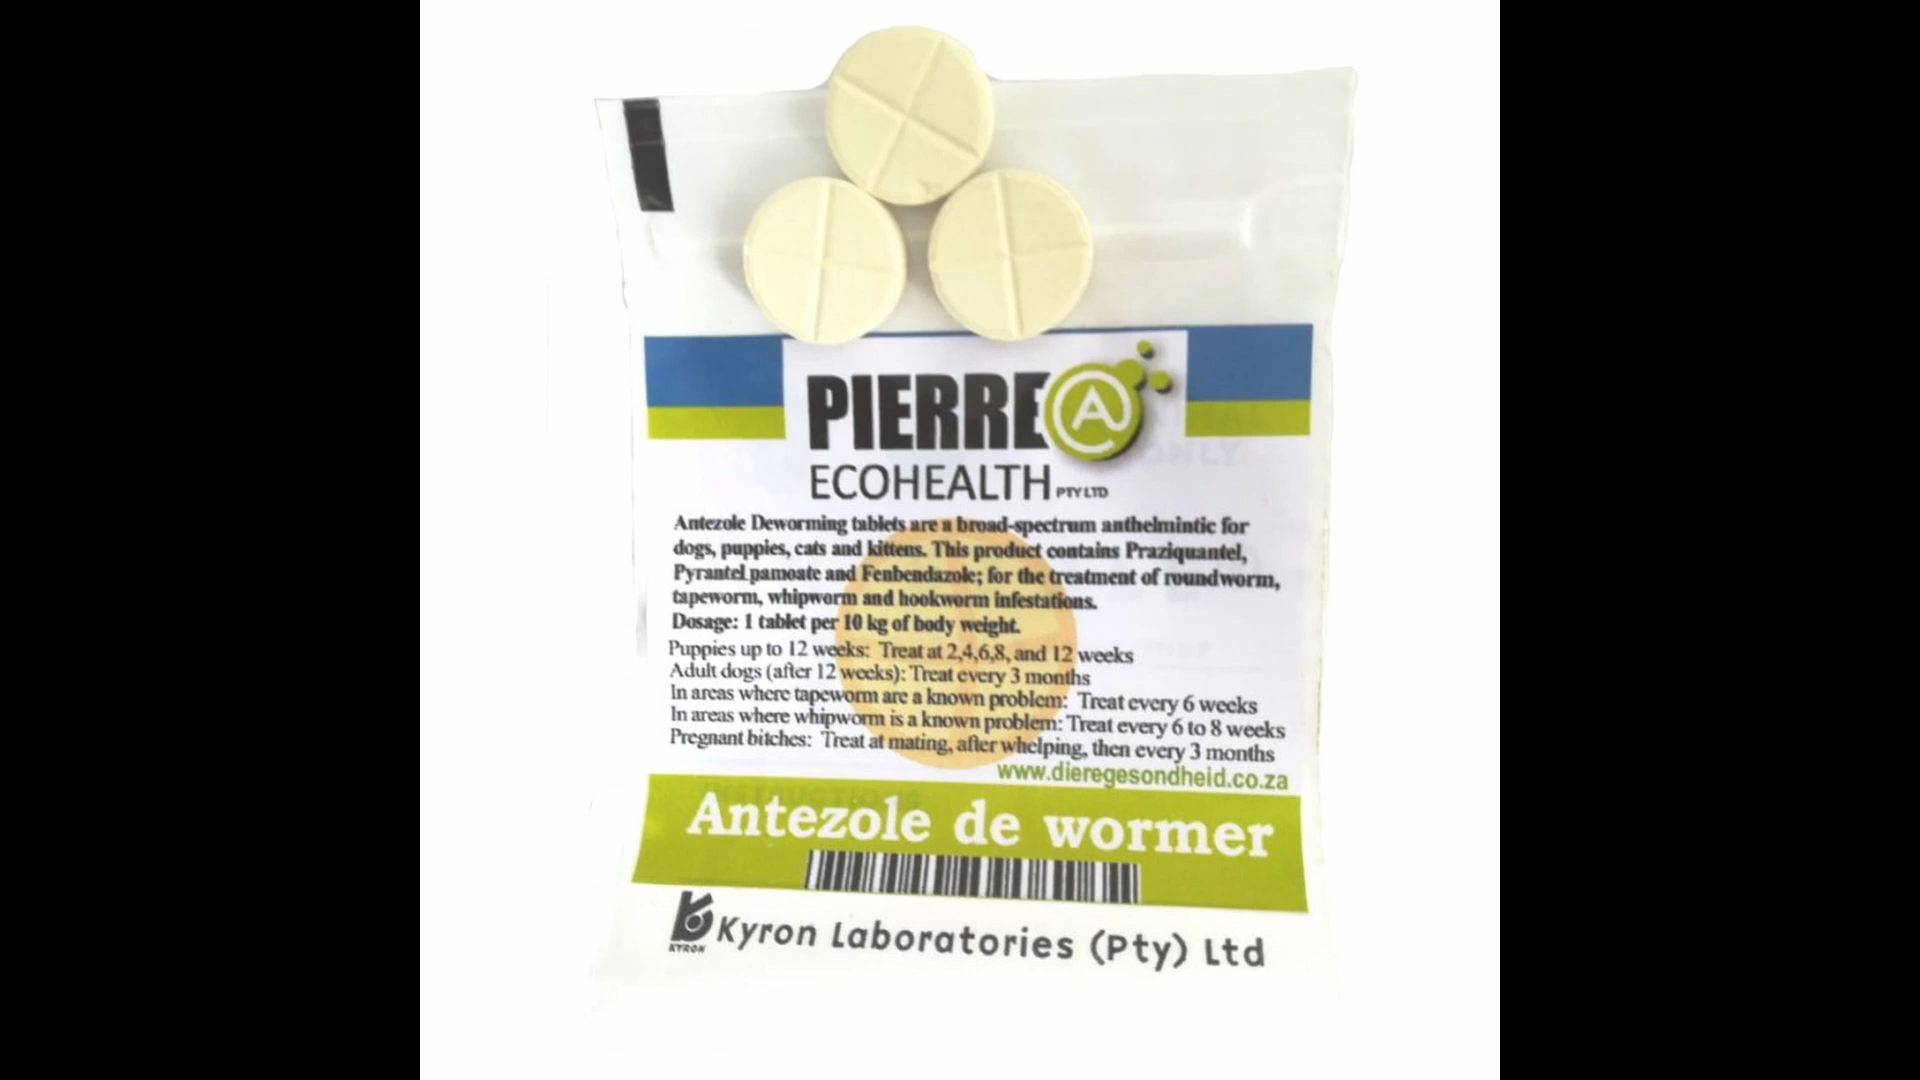 PIERRE@
ECOHEALTH PTY LTD
Antezole Deworming tablets are a broad-spectrum anthelmintic for
dogs, puppies, cats and kittens. This product contains Praziquantel,
Pyrantel pamoate and Fenbendazole; for the treatment of roundworm,
tapeworm, whipworm and hookworm infestations.
Dosage: 1 tablet per 10 kg of body weight.
Puppies up to 12 weeks: Treat at 2,4,6,8, and 12 weeks
Adult dogs (after 12 weeks): Treat every 3 months
In areas where tapeworm are a known problem: Treat every 6 weeks
In areas where whipworm is a known problem: Treat every 6 to 8 weeks
Pregnant bitches: Treat at mating, after whelping, then every 3 months
www.dieregesondheid.co.za
Antezole de wormer
KYRON
Kyron Laboratories (Pty) Ltd